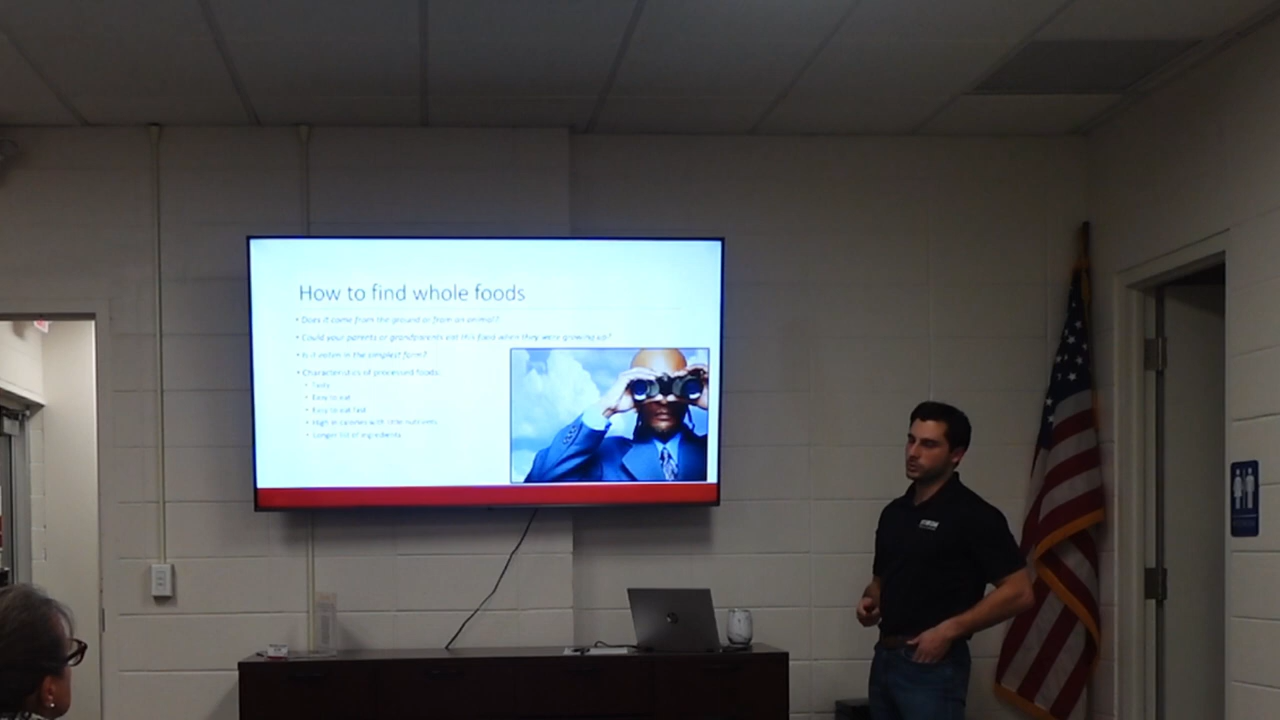 How to find whole foods
• Does it come from the ground or from an animal?
• Could your parents or grandparents eat this food when they were growing up?
• Is it eaten in the simplest form?
• Characteristics of processed foods:
• Tasty
• Easy to eat
• Easy to eat fast
• High in calories with little nutrients
• Longer list of ingredients
hp